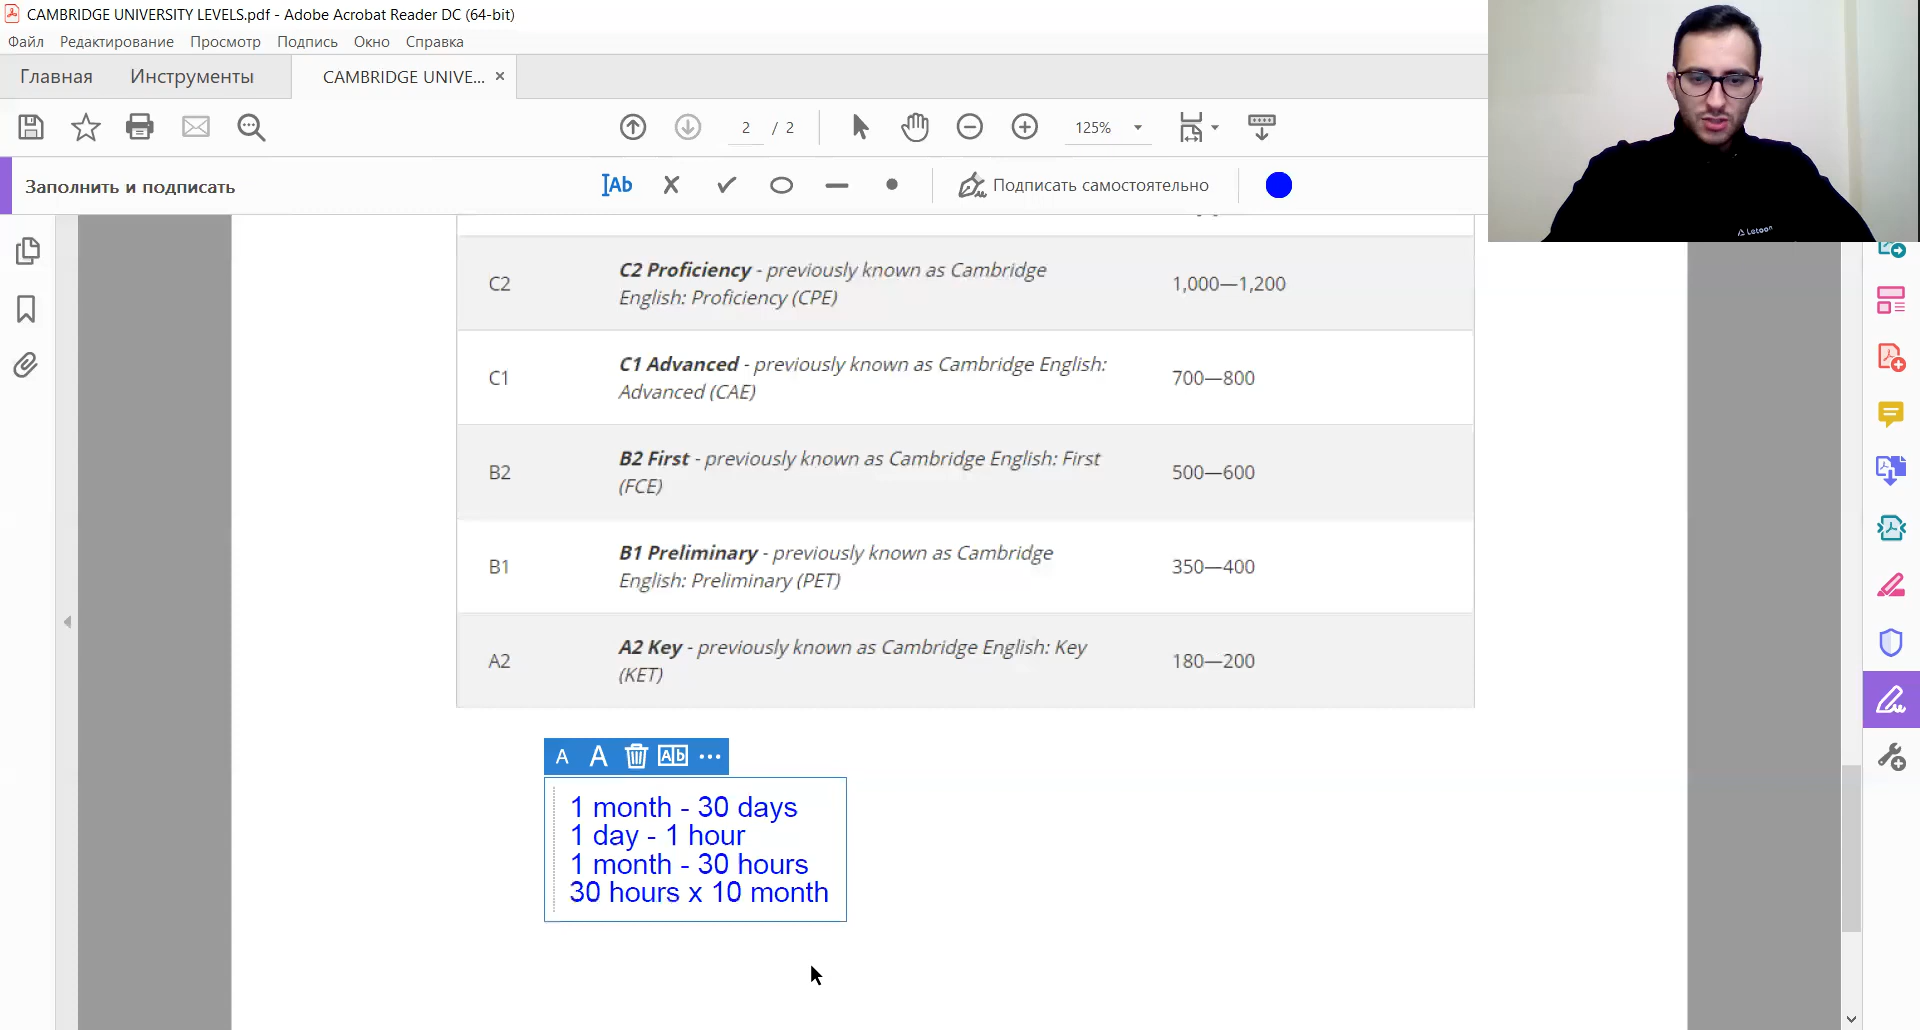 CAMBRIDGE UNIVERSITY LEVELS.pdf - Adobe Acrobat Reader DC (64-bit)
Файл Редактирование Просмотр Подпись Окно Справка
Главная Инструменты CAMBRIDGE UNIVE... ×
2 / 2 125%
Заполнить и подписать Ab Подписать самостоятельно
Letoon
C2 C2 Proficiency - previously known as Cambridge
English: Proficiency (CPE) 1,000—1,200
C1 C1 Advanced - previously known as Cambridge English:
Advanced (CAE) 700—800
B2 B2 First - previously known as Cambridge English: First
(FCE) 500—600
B1 B1 Preliminary - previously known as Cambridge
English: Preliminary (PET) 350—400
A2 A2 Key - previously known as Cambridge English: Key
(KET) 180—200
A A Ab
1 month - 30 days
1 day - 1 hour
1 month - 30 hours
30 hours x 10 month